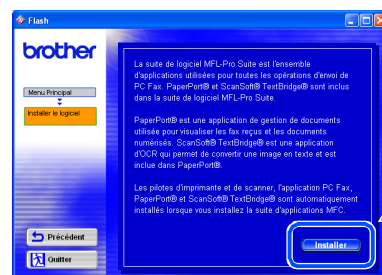 Flash
brother
Menu Principal
Installer le logiciel
La suite de logiciel MFL-Pro Suite est l'ensemble
d'applications utilisées pour toutes les opérations d'envoi de
PC Fax. PaperPort® et ScanSoft® TextBridge® sont inclus
dans la suite de logiciel MFL-Pro Suite.
PaperPort® est une application de gestion de documents
utilisée pour visualiser les fax reçus et les documents
numérisés. ScanSoft® TextBridge® est une application
d'OCR qui permet de convertir une image en texte et est
incluse dans PaperPort®.
Les pilotes d'imprimante et de scanner, l'application PC Fax,
PaperPort® et ScanSoft® TextBridge® sont automatiquement
installés lorsque vous installez la suite d'applications MFC.
Précédent
Quitter
Installer